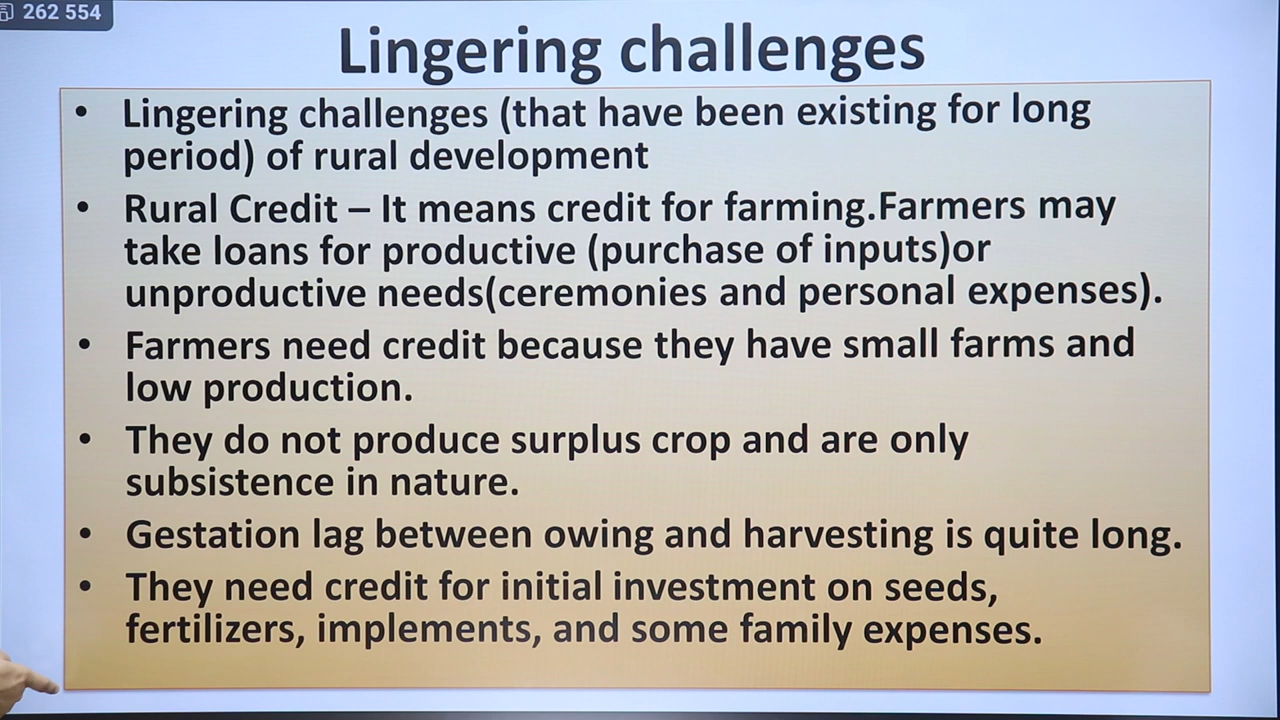 262 554
Lingering challenges
• Lingering challenges (that have been existing for long
period) of rural development
• Rural Credit – It means credit for farming.Farmers may
take loans for productive (purchase of inputs)or
unproductive needs(ceremonies and personal expenses).
• Farmers need credit because they have small farms and
low production.
• They do not produce surplus crop and are only
subsistence in nature.
• Gestation lag between owing and harvesting is quite long.
• They need credit for initial investment on seeds,
fertilizers, implements, and some family expenses.